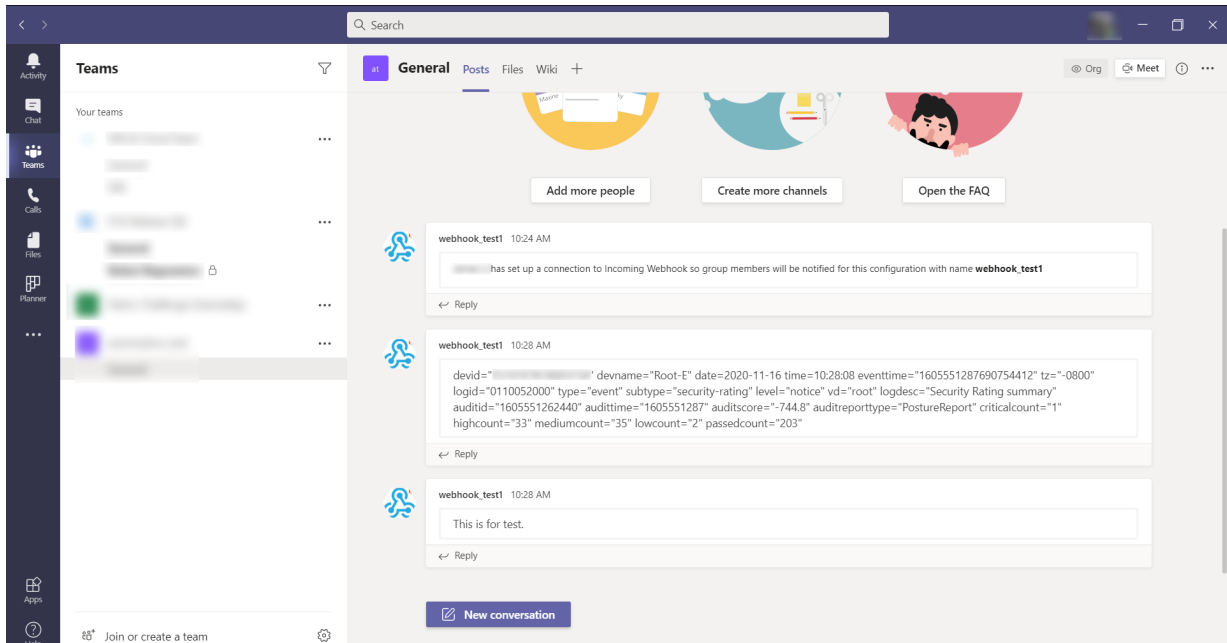 Search
Activity
Chat
Teams
Calls
Files
Planner
Apps
Help
Teams
Your teams
Join or create a team
at
General Posts Files Wiki
Org
Meet
Maxine
Add more people
Create more channels
Open the FAQ
webhook_test1 10:24 AM
has set up a connection to Incoming Webhook so group members will be notified for this configuration with name webhook_test1
Reply
webhook_test1 10:28 AM
devid=" ' devname="Root-E" date=2020-11-16 time=10:28:08 eventtime="1605551287690754412" tz="-0800"
logid="0110052000" type="event" subtype="security-rating" level="notice" vd="root" logdesc="Security Rating summary"
auditid="1605551262440" audittime="1605551287" auditscore="-744.8" auditreporttype="PostureReport" criticalcount="1"
highcount="33" mediumcount="35" lowcount="2" passedcount="203"
Reply
webhook_test1 10:28 AM
This is for test.
Reply
New conversation